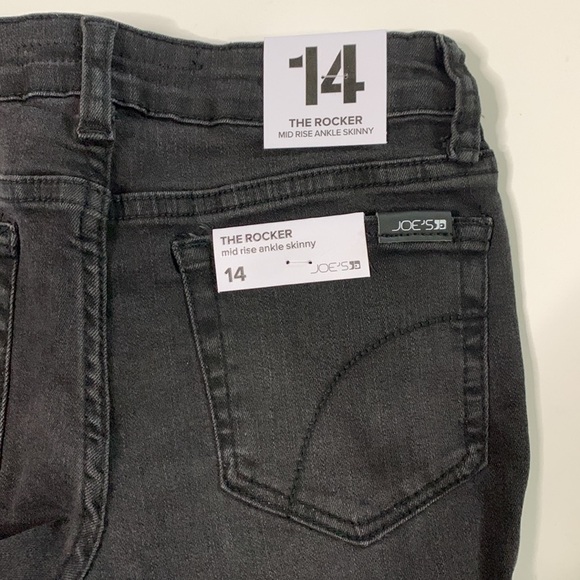 14
THE ROCKER
MID RISE ANKLE SKINNY
JOE'S
THE ROCKER
mid rise ankle skinny
14
JOE'S